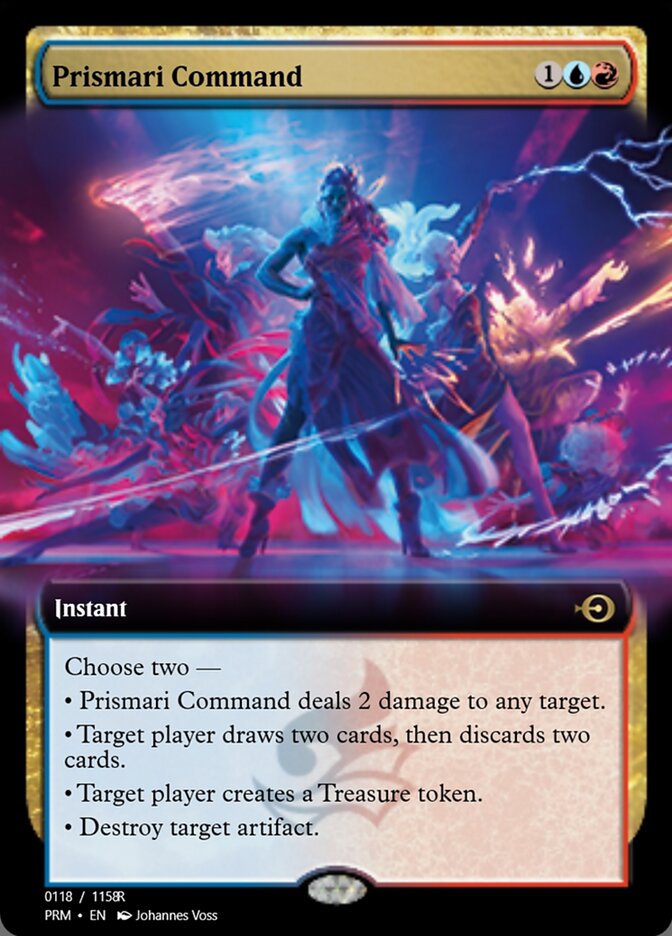 Prismari Command 1
Instant
Choose two —
• Prismari Command deals 2 damage to any target.
• Target player draws two cards, then discards two
cards.
• Target player creates a Treasure token.
• Destroy target artifact.
0118 / 1158R
PRM • EN Johannes Voss